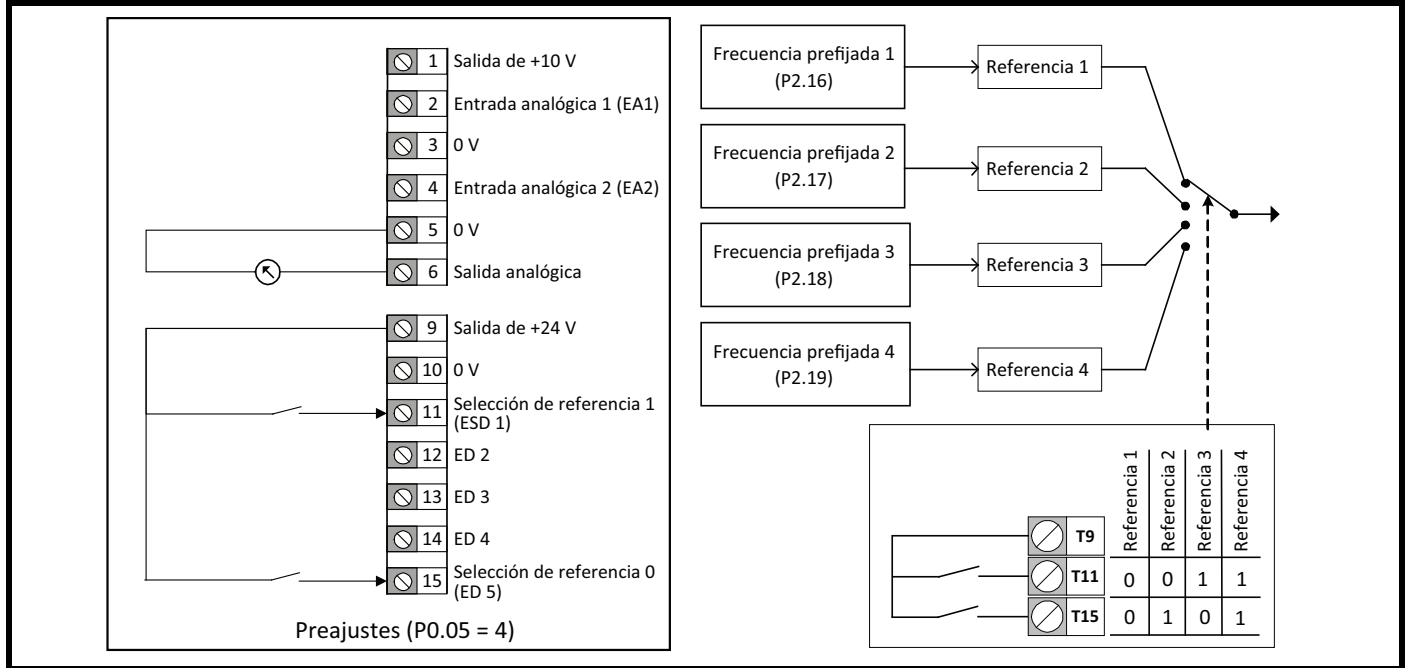 1 Salida de +10 V
2 Entrada analógica 1 (EA1)
3 0 V
4 Entrada analógica 2 (EA2)
5 0 V
6 Salida analógica
9 Salida de +24 V
10 0 V
11 Selección de referencia 1
(ESD 1)
12 ED 2
13 ED 3
14 ED 4
15 Selección de referencia 0
(ED 5)
Preajustes (P0.05 = 4)
Frecuencia prefijada 1
(P2.16)
Referencia 1
Frecuencia prefijada 2
(P2.17)
Referencia 2
Frecuencia prefijada 3
(P2.18)
Referencia 3
Frecuencia prefijada 4
(P2.19)
Referencia 4
Referencia 1
Referencia 2
Referencia 3
Referencia 4
T9
T11 0 0 1 1
T15 0 1 0 1